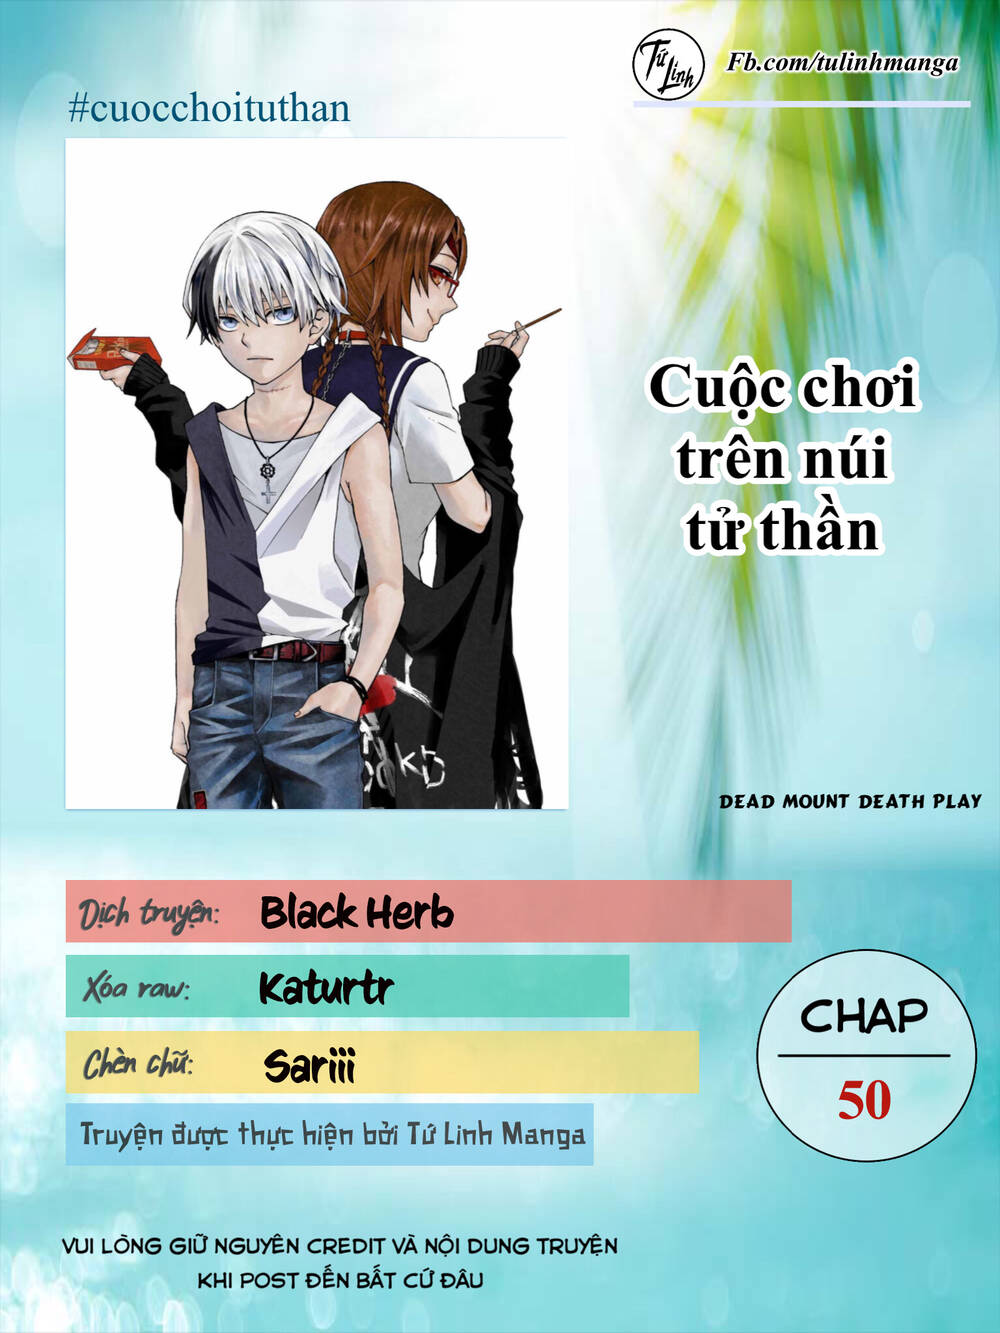 Tứ Linh
Fb.com/tulinhmanga
#cuocchoituthan
Cuộc chơi
trên núi
tử thần
DEAD MOUNT DEATH PLAY
Dịch truyện: Black Herb
Xóa raw: Katurtr
Chèn chữ: Sariii
Truyện được thực hiện bởi Tứ Linh Manga
CHAP
50
VUI LÒNG GIỮ NGUYÊN CREDIT VÀ NỘI DUNG TRUYỆN
KHI POST ĐẾN BẤT CỨ ĐÂU